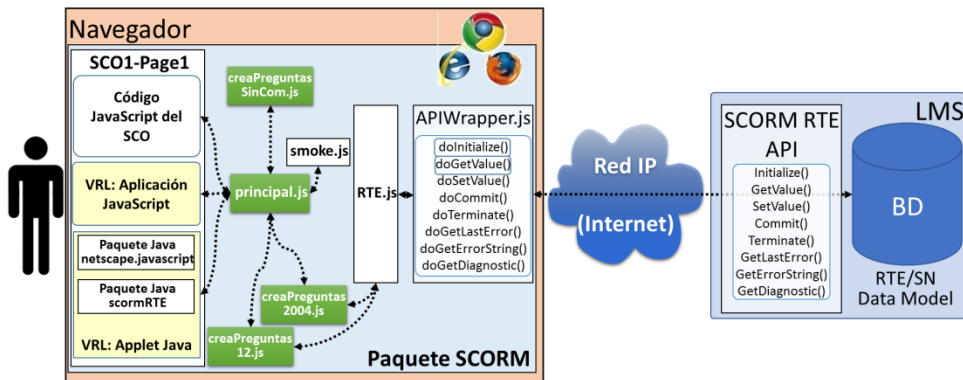 Navegador
SCO1-Page1
Código
JavaScript del
SCO
VRL: Aplicación
JavaScript
Paquete Java
netscape.javascript
Paquete Java
scormRTE
VRL: Applet Java
creaPreguntas
SinCom.js
smoke.js
principal.js
creaPreguntas
2004.js
creaPreguntas
12.js
RTE.js
APIWrapper.js
doInitialize()
doGetValue()
doSetValue()
doCommit()
doTerminate()
doGetLastError()
doGetErrorString()
doGetDiagnostic()
Paquete SCORM
Red IP
(Internet)
LMS
SCORM RTE
API
Initialize()
GetValue()
SetValue()
Commit()
Terminate()
GetLastError()
GetErrorString()
GetDiagnostic()
BD
RTE/SN
Data Model